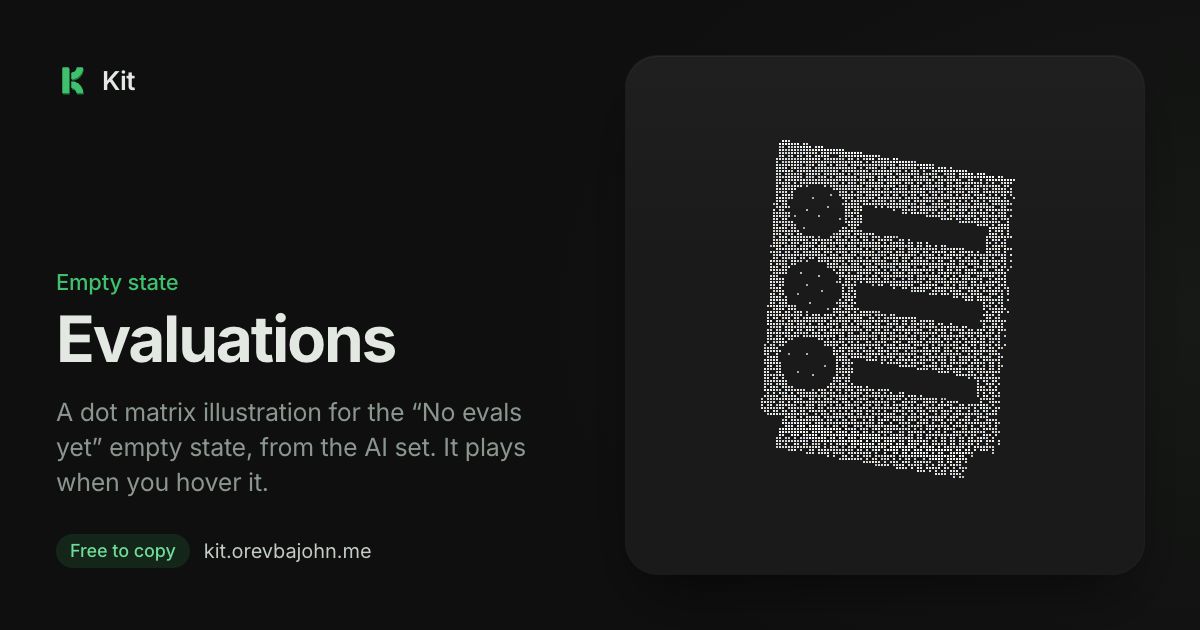 Kit
Empty state
Evaluations
A dot matrix illustration for the “No evals
yet” empty state, from the AI set. It plays
when you hover it.
Free to copy
kit.orevbajohn.me